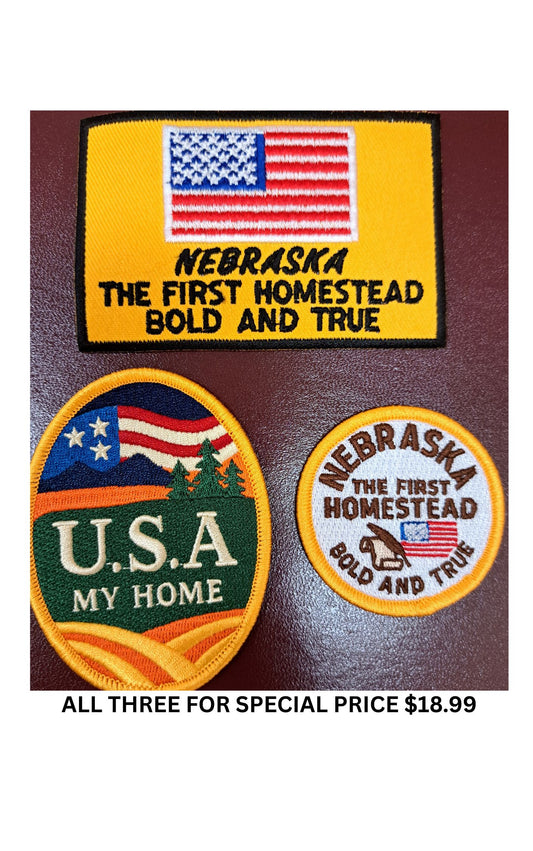 NEBRASKA
THE FIRST HOMESTEAD
BOLD AND TRUE
U.S.A
MY HOME
NEBRASKA
THE FIRST
HOMESTEAD
BOLD AND TRUE
ALL THREE FOR SPECIAL PRICE $18.99